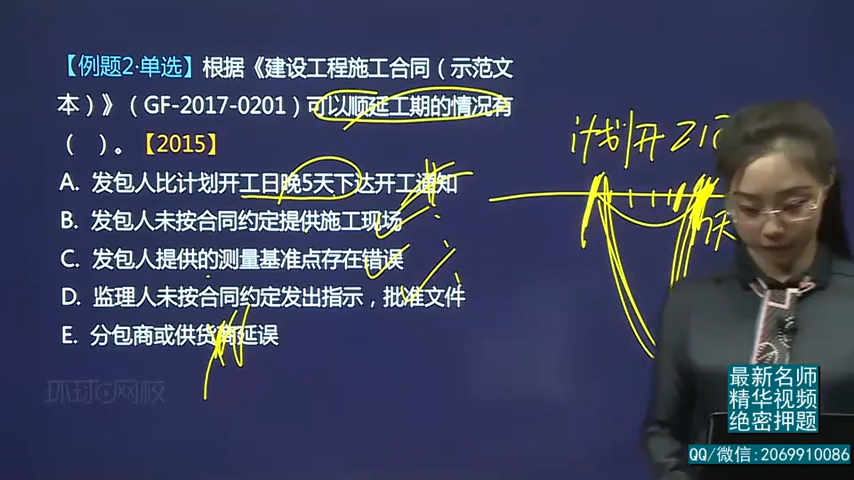 【例题2·单选】根据《建设工程施工合同（示范文
本）》（GF-2017-0201）可以顺延工期的情况有
（　）。【2015】
A. 发包人比计划开工日晚5天下达开工通知
B. 发包人未按合同约定提供施工现场
C. 发包人提供的测量基准点存在错误
D. 监理人未按合同约定发出指示，批准文件
E. 分包商或供货商延误
计划开工
7天
环球网校
最新名师
精华视频
绝密押题
QQ/微信:2069910086